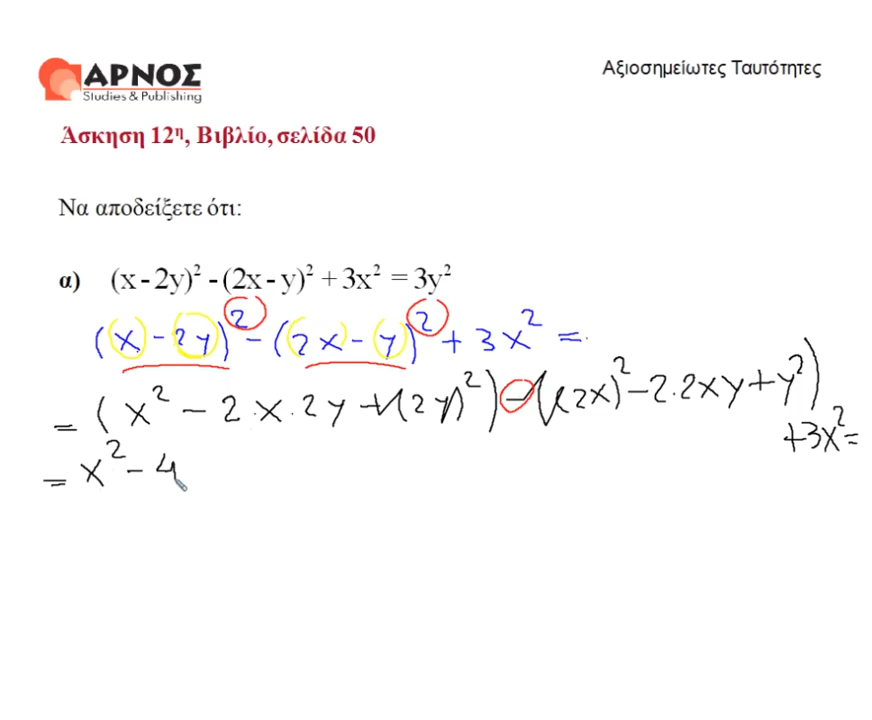 ΑΡΝΟΣ
Studies & Publishing
Αξιοσημείωτες Ταυτότητες
Άσκηση 12η, Βιβλίο, σελίδα 50
Να αποδείξετε ότι:
α) (x - 2y)² - (2x - y)² + 3x² = 3y²
(x - 2y)² - (2x - y)² + 3x² =
= (x² - 2·x·2y + (2y)²) - ((2x)² - 2·2xy + y²)
+3x² =
= x² - 4